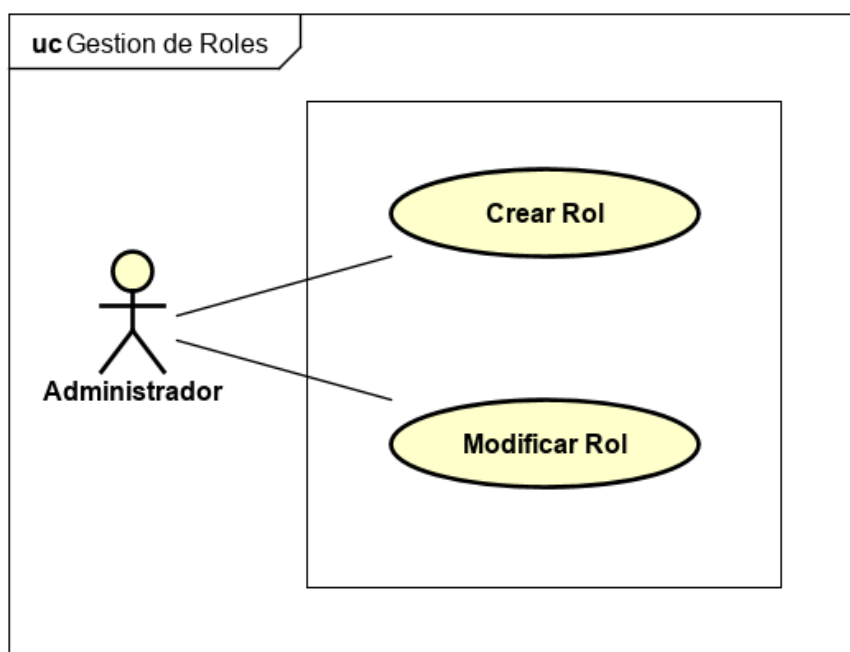 uc Gestion de Roles
Crear Rol
Administrador
Modificar Rol